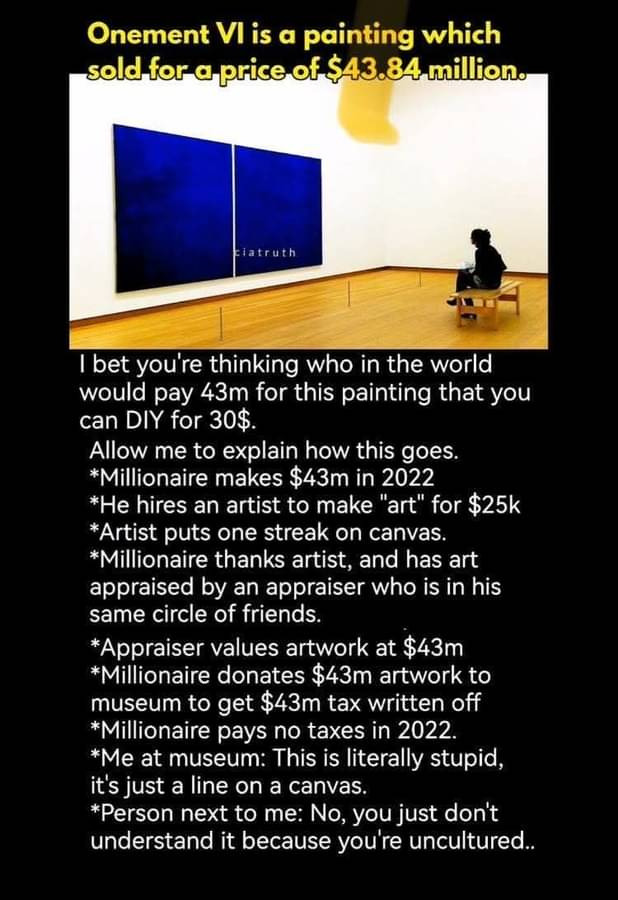 Onement VI is a painting which
sold for a price of $43.84 million.
ciatruth
I bet you're thinking who in the world
would pay 43m for this painting that you
can DIY for 30$.
Allow me to explain how this goes.
*Millionaire makes $43m in 2022
*He hires an artist to make "art" for $25k
*Artist puts one streak on canvas.
*Millionaire thanks artist, and has art
appraised by an appraiser who is in his
same circle of friends.
*Appraiser values artwork at $43m
*Millionaire donates $43m artwork to
museum to get $43m tax written off
*Millionaire pays no taxes in 2022.
*Me at museum: This is literally stupid,
it's just a line on a canvas.
*Person next to me: No, you just don't
understand it because you're uncultured..